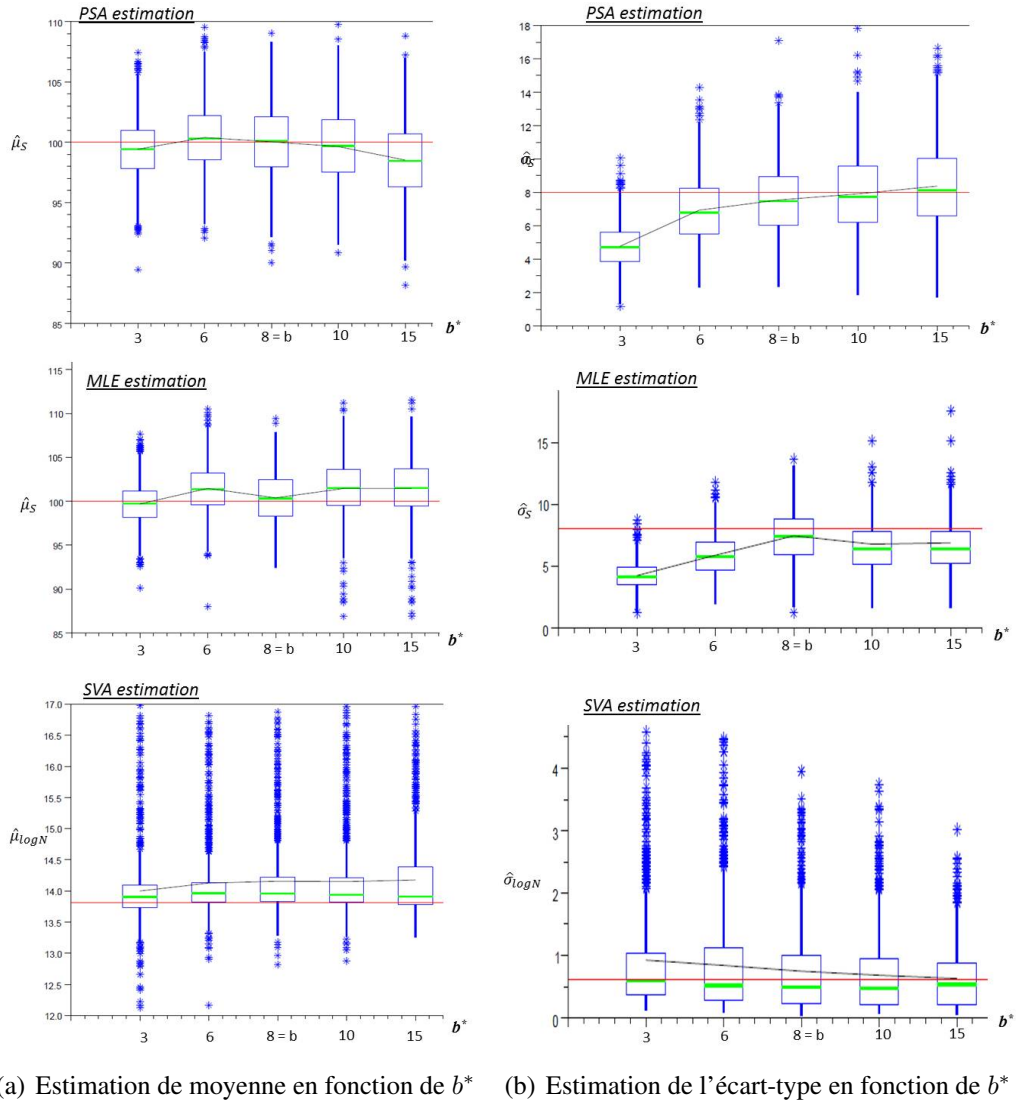 PSA estimation
110
105
100
95
90
85
μ̂_S
3 6 8 = b 10 15 b*
PSA estimation
18
16
14
12
10
8
6
4
2
0
3 6 8 = b 10 15 b*
MLE estimation
115
110
105
100
95
90
85
μ̂_S
3 6 8 = b 10 15 b*
MLE estimation
15
10
5
0
σ̂_S
3 6 8 = b 10 15 b*
SVA estimation
17.0
16.5
16.0
15.5
15.0
14.5
14.0
13.5
13.0
12.5
12.0
μ̂_logN
3 6 8 = b 10 15 b*
SVA estimation
4
3
2
1
0
σ̂_logN
3 6 8 = b 10 15 b*
(a) Estimation de moyenne en fonction de b*
(b) Estimation de l'écart-type en fonction de b*